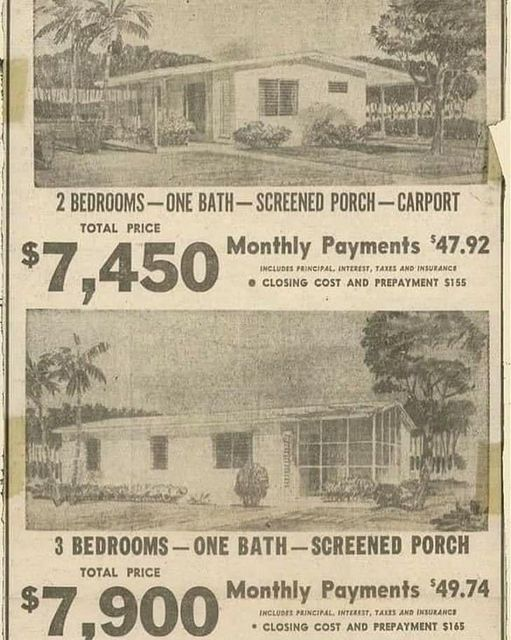 2 BEDROOMS — ONE BATH — SCREENED PORCH — CARPORT
TOTAL PRICE
$7,450
Monthly Payments $47.92
INCLUDES PRINCIPAL, INTEREST, TAXES AND INSURANCE
• CLOSING COST AND PREPAYMENT $155
3 BEDROOMS — ONE BATH — SCREENED PORCH
TOTAL PRICE
$7,900
Monthly Payments $49.74
INCLUDES PRINCIPAL, INTEREST, TAXES AND INSURANCE
• CLOSING COST AND PREPAYMENT $165